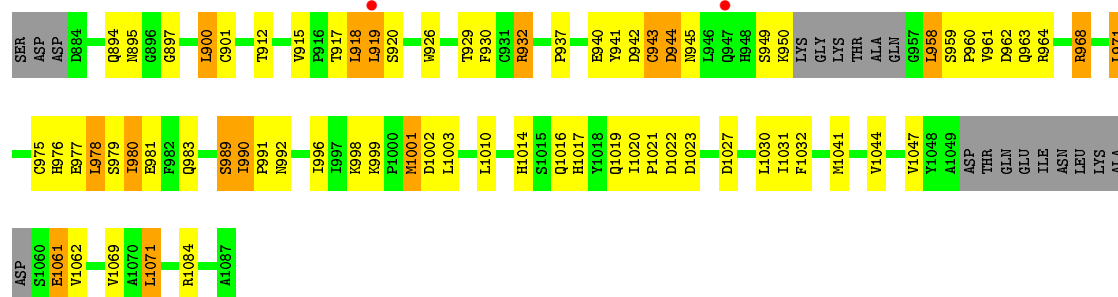 SER ASP ASP D884 Q894 N895 G896 G897 L900 C901 T912 V915 P916 T917 L918 L919 S920 W926 T929 F930 C931 R932 P937 E940 Y941 D942 C943 D944 N945 L946 Q947 H948 S949 K950 LYS GLY LYS THR ALA GLN G957 L958 S959 P960 V961 D962 Q963 R964 R968 L971
C975 H976 E977 L978 S979 I980 E981 F982 Q983 S989 I990 P991 N992 I996 I997 K998 K999 P1000 M1001 D1002 L1003 L1010 H1014 S1015 Q1016 H1017 Y1018 Q1019 I1020 P1021 D1022 D1023 D1027 L1030 I1031 F1032 M1041 V1044 V1047 Y1048 A1049 ASP THR GLN GLU ILE ASN LEU LYS ALA
ASP S1060 E1061 V1062 V1069 A1070 L1071 R1084 A1087